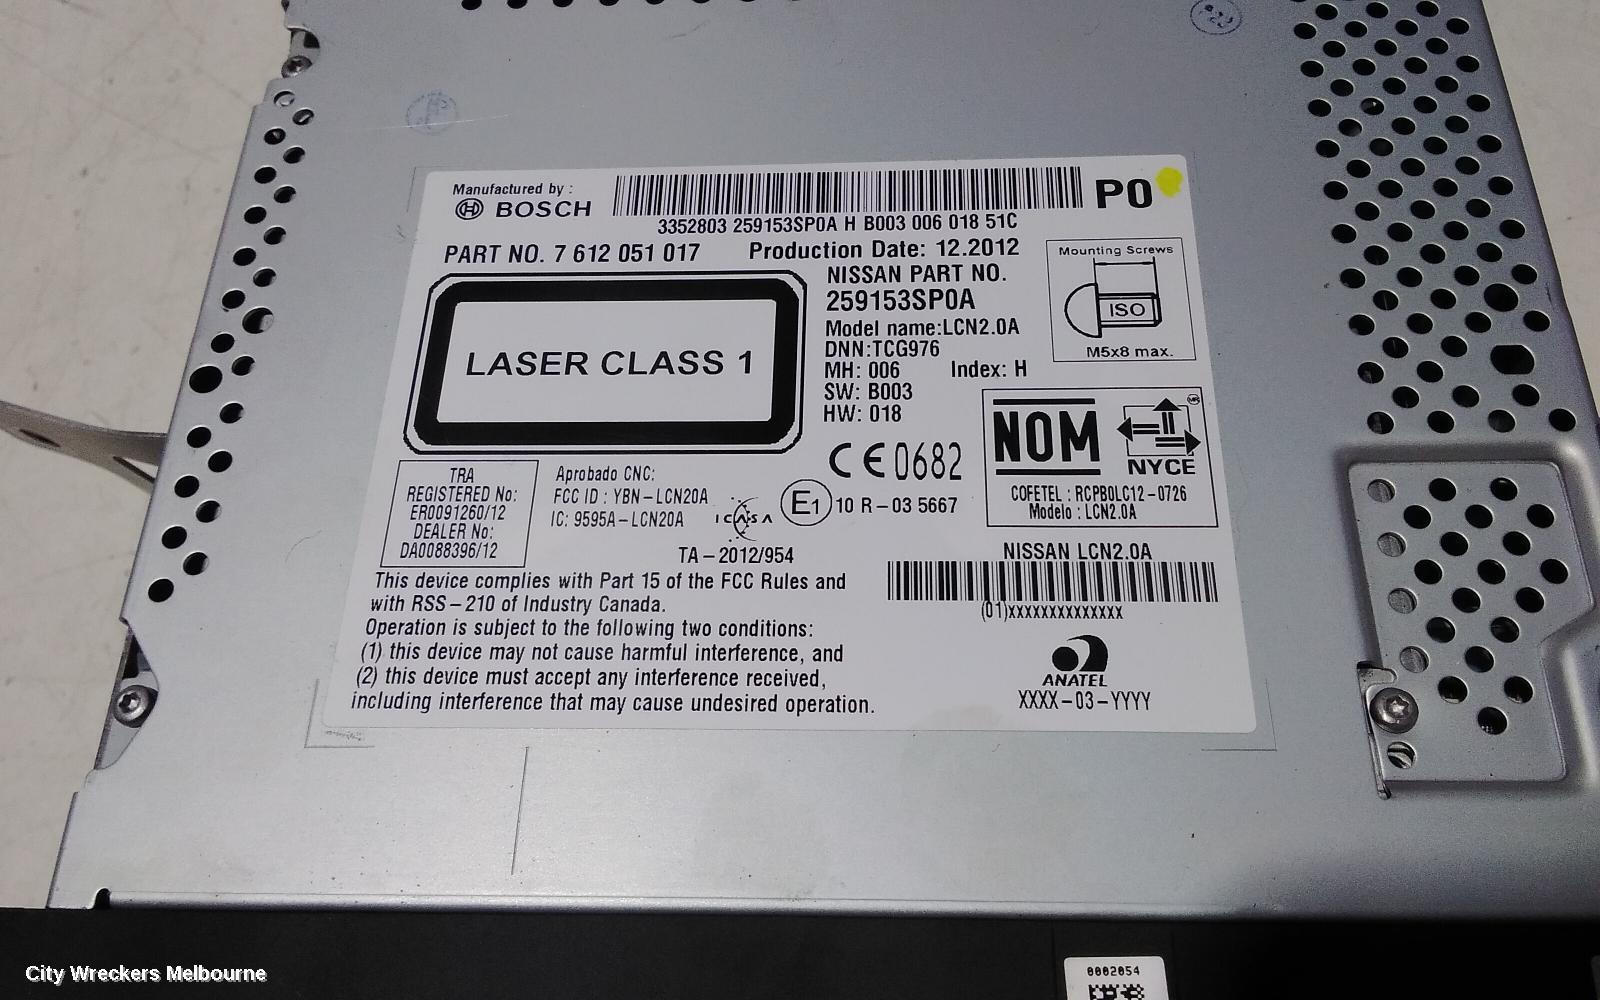 Manufactured by :
BOSCH
P0
3352803 259153SP0A H B003 006 018 51C
PART NO. 7 612 051 017
Production Date: 12.2012
NISSAN PART NO.
259153SP0A
Model name:LCN2.0A
DNN:TCG976
MH: 006 Index: H
SW: B003
HW: 018
Mounting Screws
ISO
M5x8 max.
LASER CLASS 1
NOM
NYCE
COFETEL : RCPBOLC12-0726
Modelo : LCN2.0A
CE0682
TRA
REGISTERED No:
ER0091260/12
DEALER No:
DA0088396/12
Aprobado CNC:
FCC ID : YBN-LCN20A
IC: 9595A-LCN20A
ICASA
TA-2012/954
E1 10 R-03 5667
NISSAN LCN2.0A
(01)xxxxxxxxxxxxxx
ANATEL
XXXX-03-YYYY
This device complies with Part 15 of the FCC Rules and
with RSS-210 of Industry Canada.
Operation is subject to the following two conditions:
(1) this device may not cause harmful interference, and
(2) this device must accept any interference received,
including interference that may cause undesired operation.
0002054
City Wreckers Melbourne